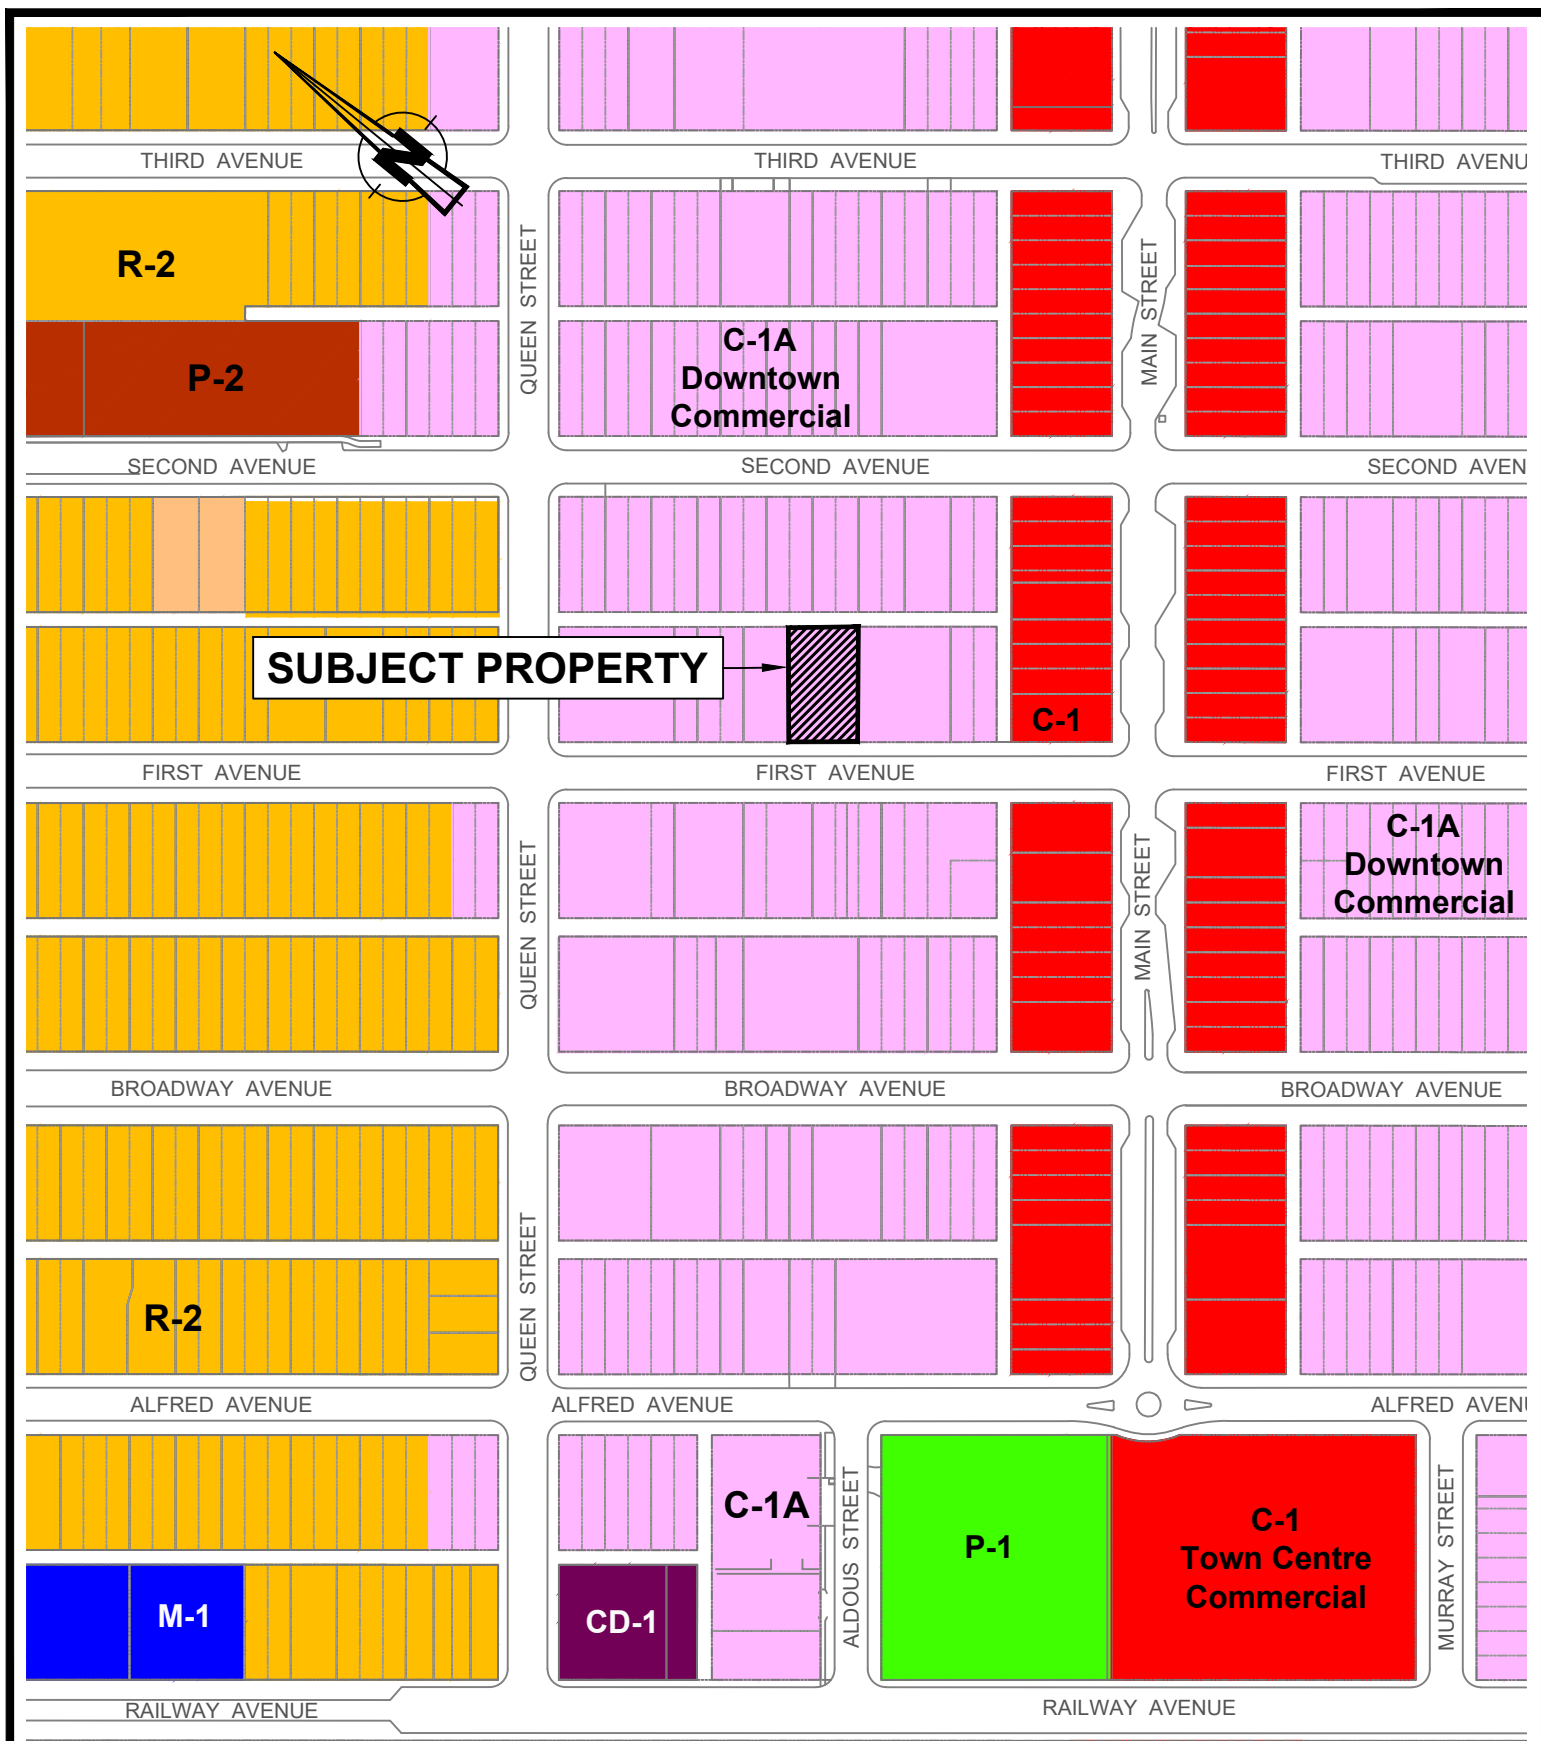 THIRD AVENUE
THIRD AVENUE
THIRD AVENU
N
R-2
QUEEN STREET
MAIN STREET
C-1A
Downtown
Commercial
P-2
SECOND AVENUE
SECOND AVENUE
SECOND AVEN
SUBJECT PROPERTY
C-1
FIRST AVENUE
FIRST AVENUE
FIRST AVENUE
C-1A
Downtown
Commercial
QUEEN STREET
MAIN STREET
BROADWAY AVENUE
BROADWAY AVENUE
BROADWAY AVENUE
QUEEN STREET
R-2
ALFRED AVENUE
ALFRED AVENUE
ALFRED AVENU
C-1A
ALDOUS STREET
P-1
C-1
Town Centre
Commercial
MURRAY STREET
M-1
CD-1
RAILWAY AVENUE
RAILWAY AVENUE